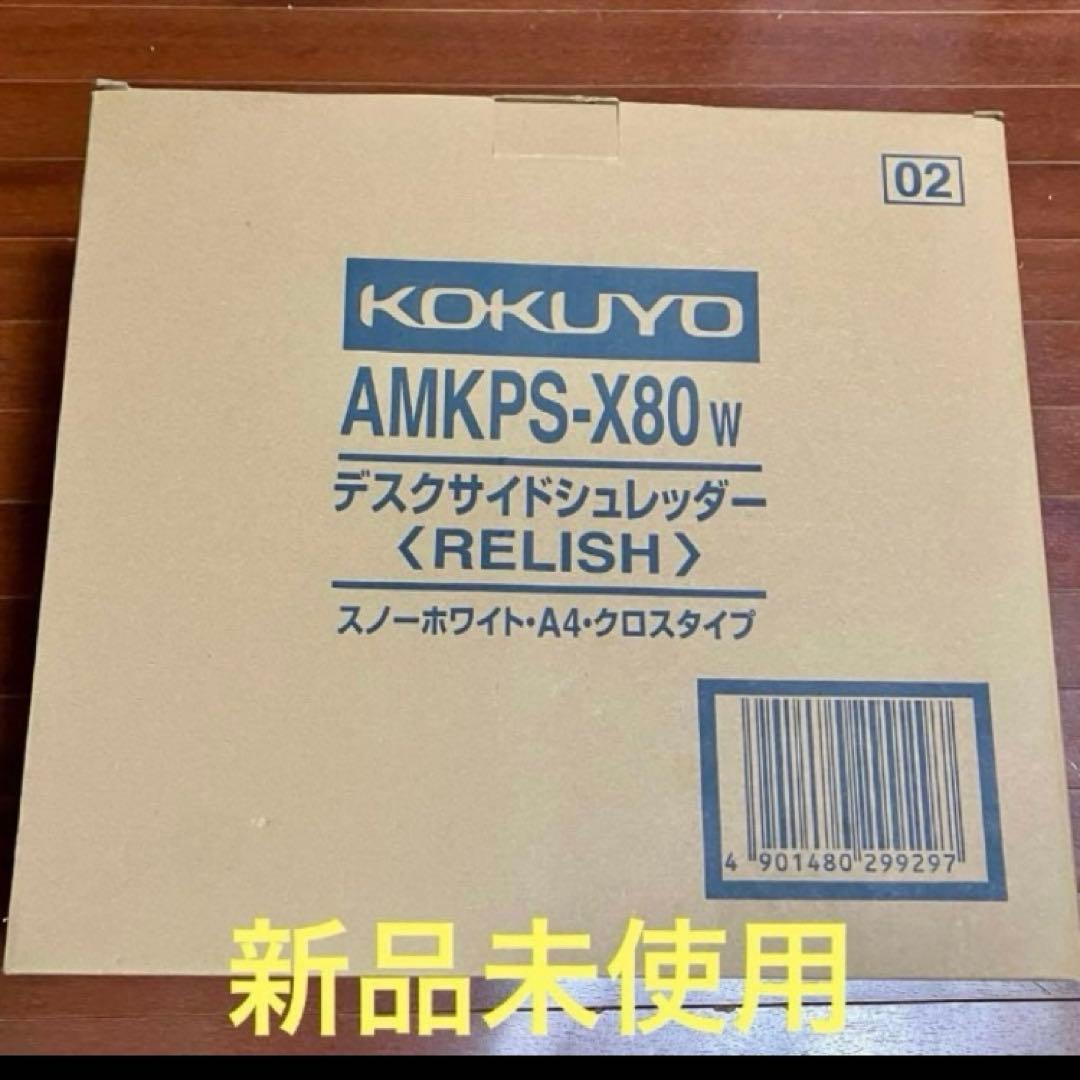 02
KOKUYO
AMKPS-X80 W
デスクサイドシュレッダー
〈RELISH〉
スノーホワイト・A4・クロスタイプ
4 901480 299297
新品未使用